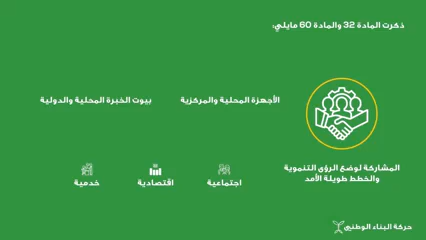 ذكرت المادة 32 والمادة 60 مايلي:
الأجهزة المحلية والمركزية
بيوت الخبرة المحلية والدولية
المشاركة لوضع الرؤى التنموية
والخطط طويلة الأمد
اجتماعية
اقتصادية
خدمية
حركة البناء الوطني